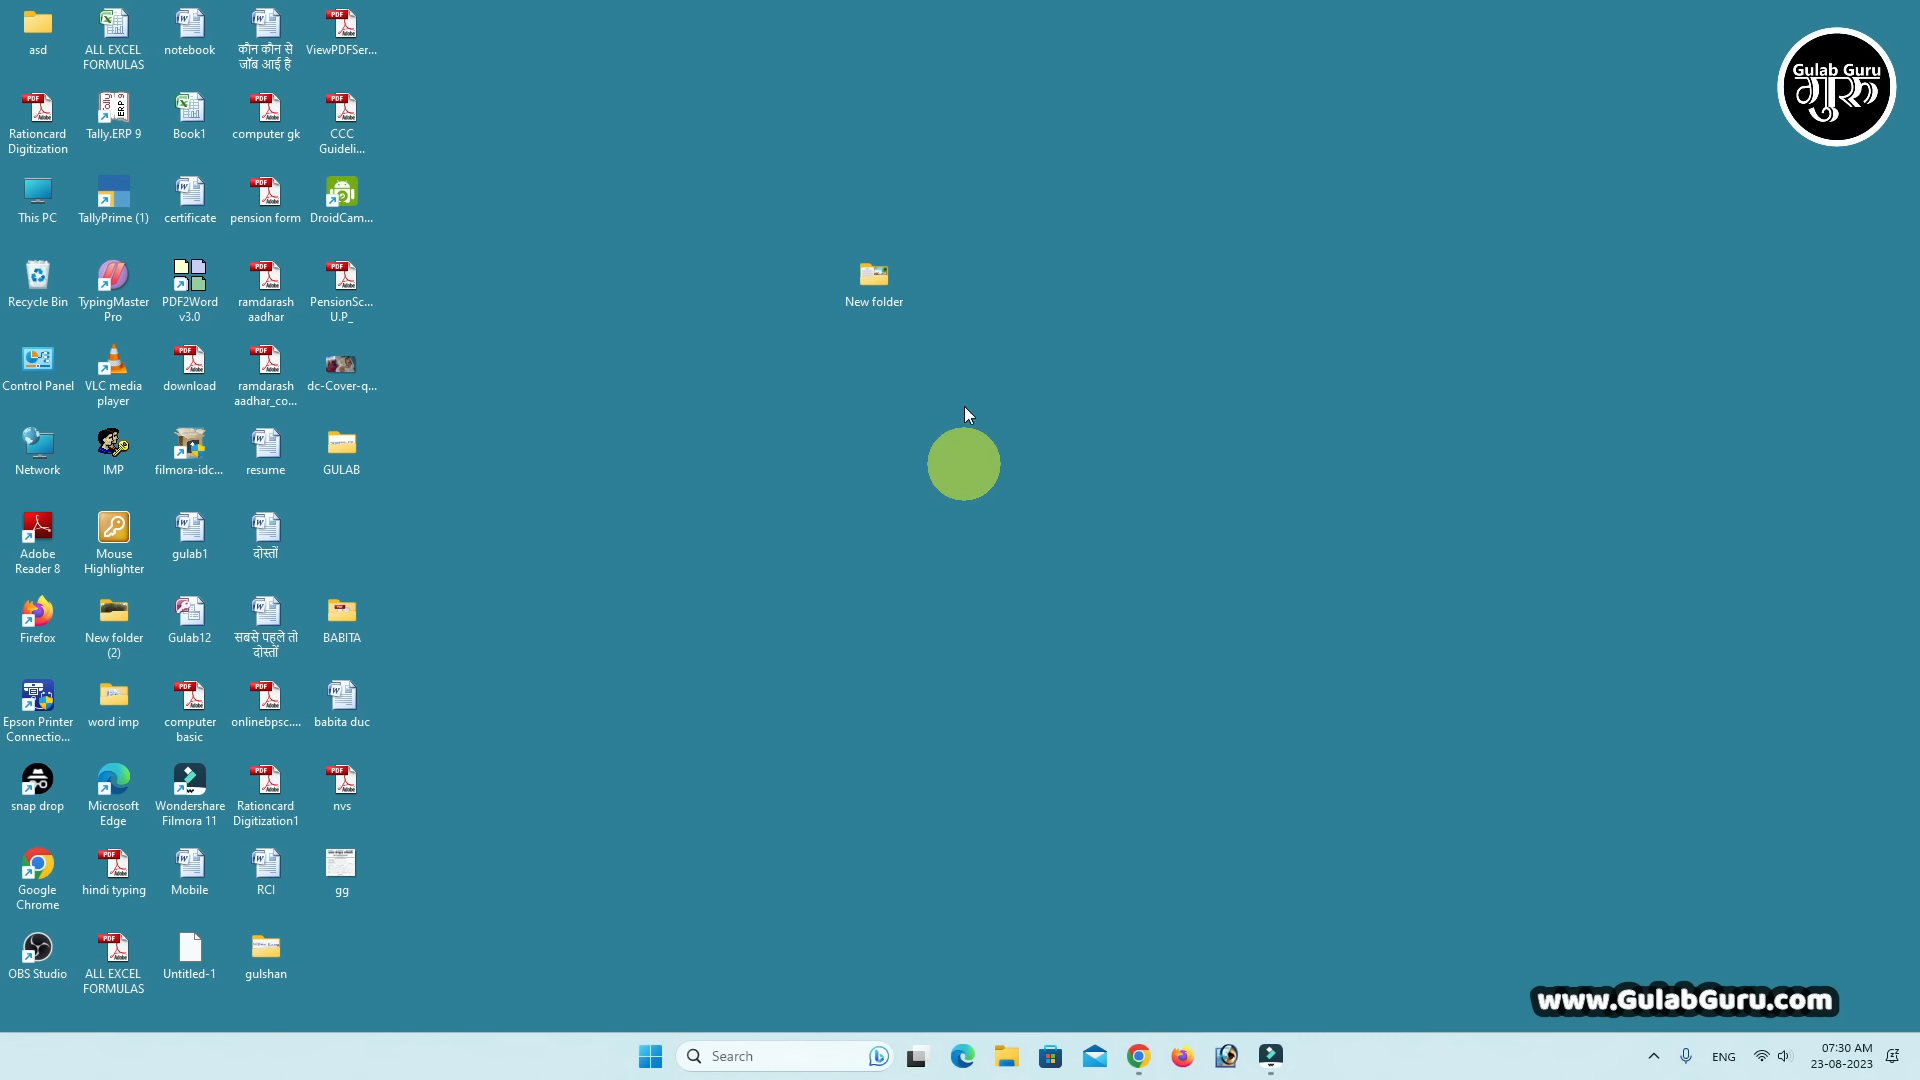 asd
ALL EXCEL
FORMULAS
notebook
कौन कौन से
जॉब आई है
ViewPDFSer...
Gulab Guru
गुरू
Rationcard
Digitization
Tally.ERP 9
Book1
computer gk
CCC
Guideli...
This PC
TallyPrime (1)
certificate
pension form
DroidCam...
Recycle Bin
TypingMaster
Pro
PDF2Word
v3.0
ramdarash
aadhar
PensionSc...
U.P_
New folder
Control Panel
VLC media
player
download
ramdarash
aadhar_co...
dc-Cover-q...
Network
IMP
filmora-idc...
resume
GULAB
Adobe
Reader 8
Mouse
Highlighter
gulab1
दोस्तों
Firefox
New folder
(2)
Gulab12
सबसे पहले तो
दोस्तों
BABITA
Epson Printer
Connectio...
word imp
computer
basic
onlinebpsc....
babita duc
snap drop
Microsoft
Edge
Wondershare
Filmora 11
Rationcard
Digitization1
nvs
Google
Chrome
hindi typing
Mobile
RCI
gg
OBS Studio
ALL EXCEL
FORMULAS
Untitled-1
gulshan
www.GulabGuru.com
Search
ENG
07:30 AM
23-08-2023